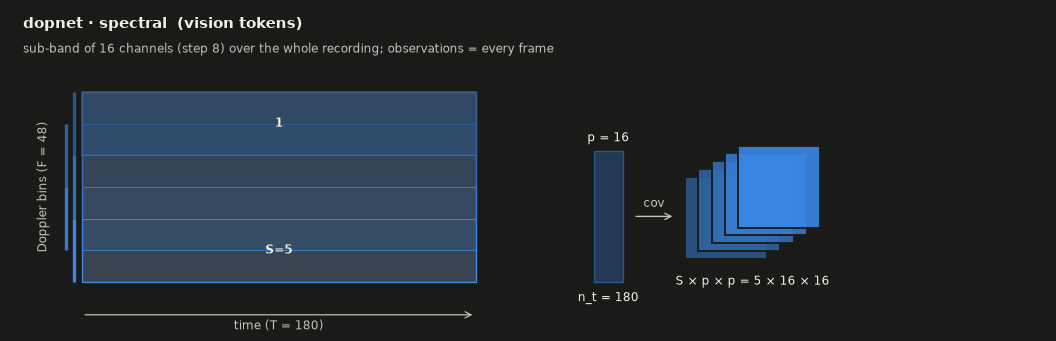 dopnet · spectral  (vision tokens)
sub-band of 16 channels (step 8) over the whole recording; observations = every frame
Doppler bins (F = 48)
1
S=5
time (T = 180)
p = 16
n_t = 180
cov
S × p × p = 5 × 16 × 16